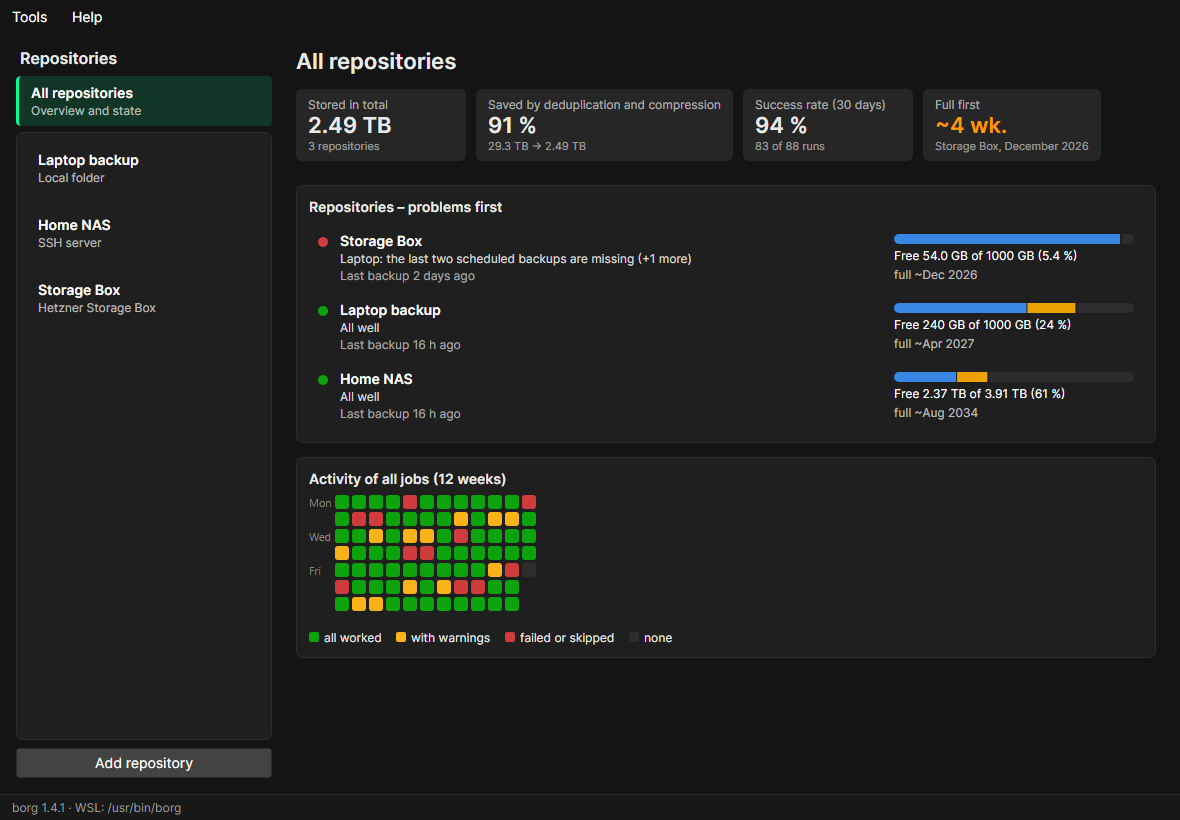 Tools Help
Repositories
All repositories
Overview and state
Laptop backup
Local folder
Home NAS
SSH server
Storage Box
Hetzner Storage Box
Add repository
All repositories
Stored in total
2.49 TB
3 repositories
Saved by deduplication and compression
91 %
29.3 TB → 2.49 TB
Success rate (30 days)
94 %
83 of 88 runs
Full first
~4 wk.
Storage Box, December 2026
Repositories – problems first
Storage Box
Laptop: the last two scheduled backups are missing (+1 more)
Last backup 2 days ago
Free 54.0 GB of 1000 GB (5.4 %)
full ~Dec 2026
Laptop backup
All well
Last backup 16 h ago
Free 240 GB of 1000 GB (24 %)
full ~Apr 2027
Home NAS
All well
Last backup 16 h ago
Free 2.37 TB of 3.91 TB (61 %)
full ~Aug 2034
Activity of all jobs (12 weeks)
Mon
Wed
Fri
all worked with warnings failed or skipped none
borg 1.4.1 · WSL: /usr/bin/borg